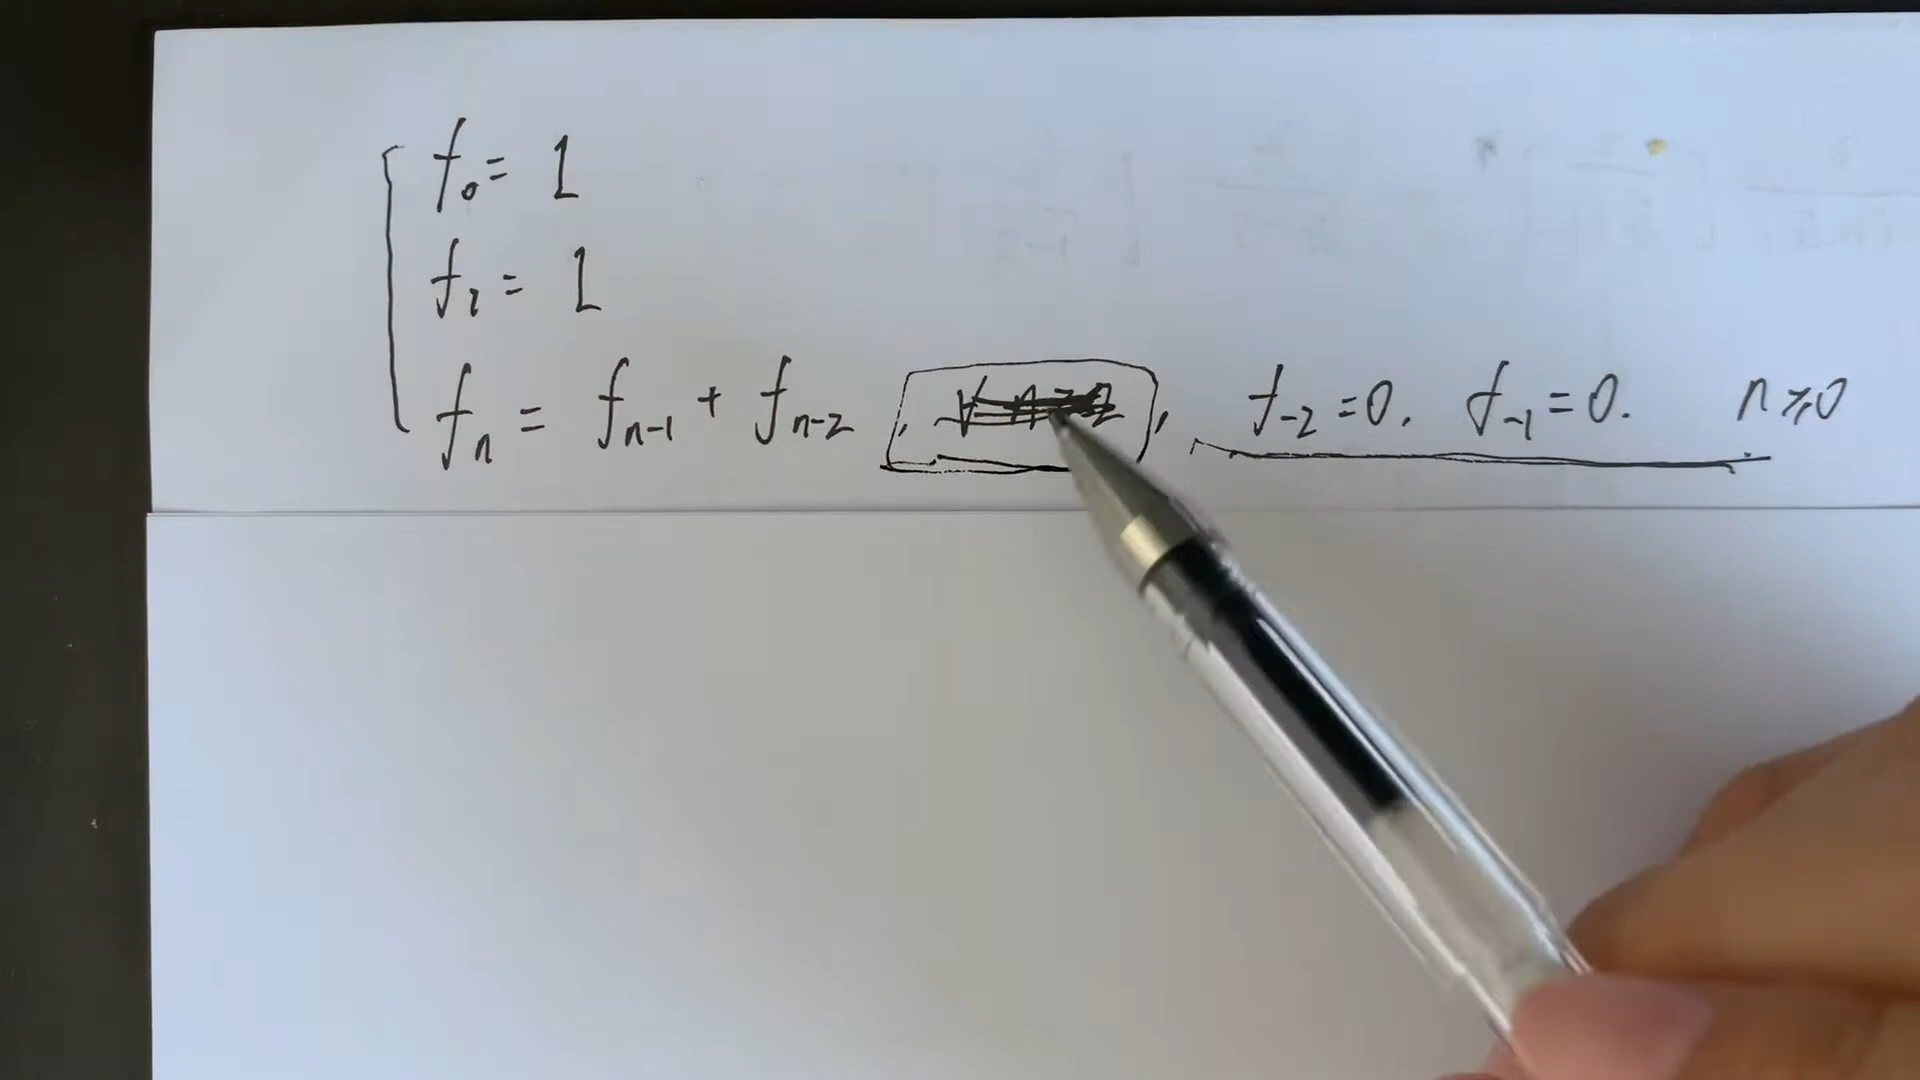 f₀ = 1
f₁ = 1
fₙ = fₙ₋₁ + fₙ₋₂ , , f₋₂ = 0, f₋₁ = 0. n ⩾ 0